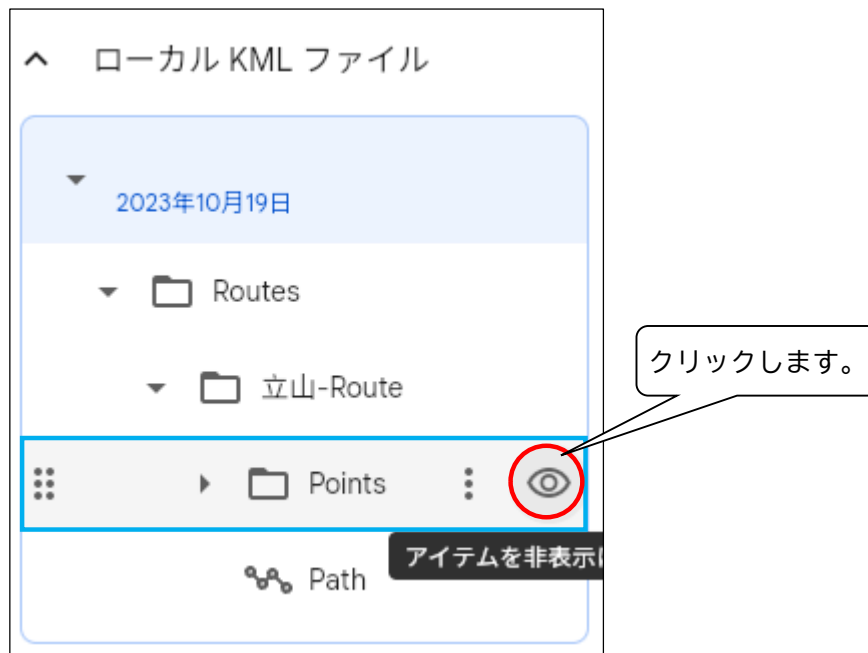 ローカル KML ファイル
2023年10月19日
Routes
立山-Route
クリックします。
Points
アイテムを非表示
Path